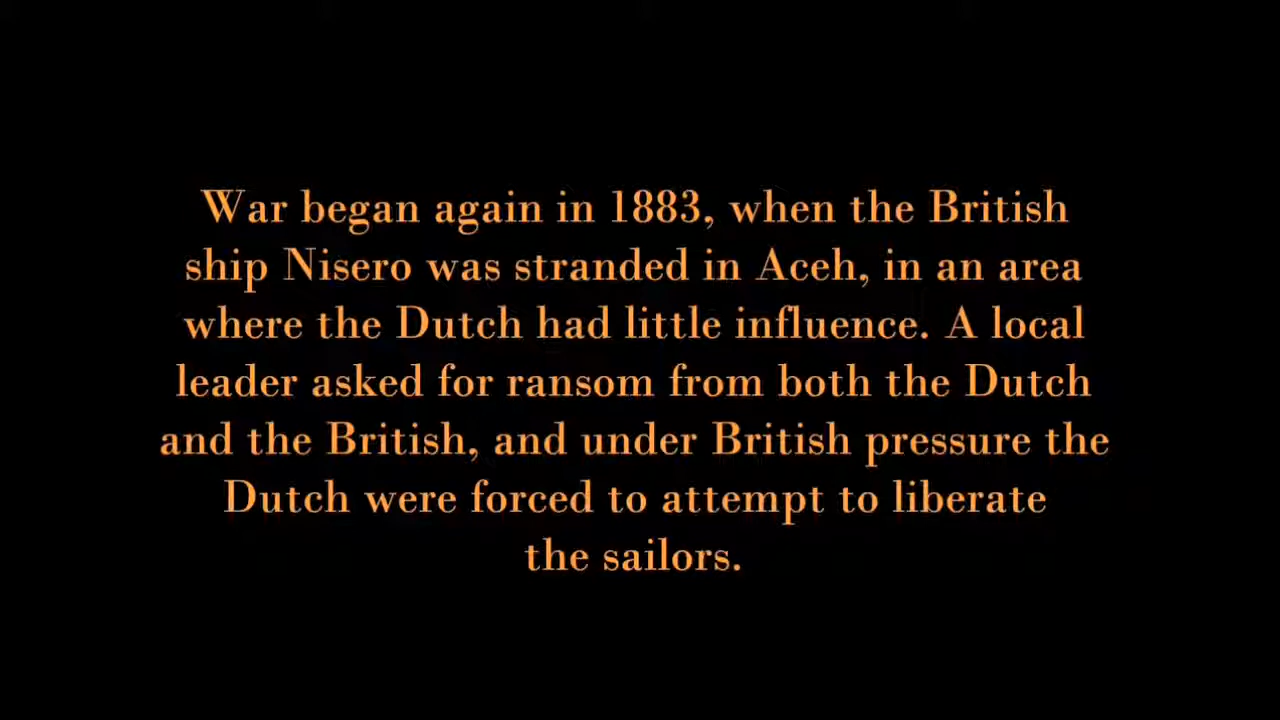 War began again in 1883, when the British
ship Nisero was stranded in Aceh, in an area
where the Dutch had little influence. A local
leader asked for ransom from both the Dutch
and the British, and under British pressure the
Dutch were forced to attempt to liberate
the sailors.